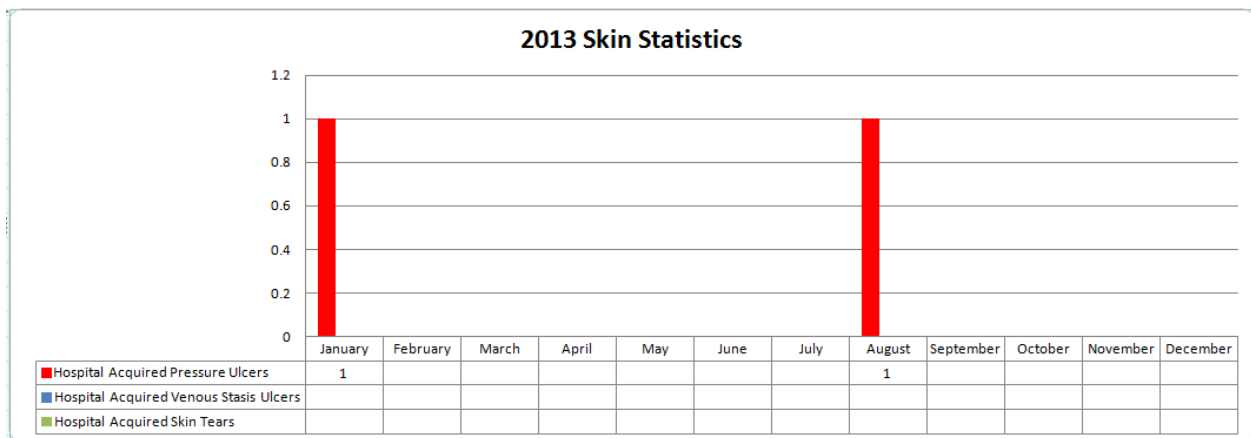 2013 Skin Statistics
1.2
1
0.8
0.6
0.4
0.2
0
January February March April May June July August September October November December
Hospital Acquired Pressure Ulcers 1 1
Hospital Acquired Venous Stasis Ulcers
Hospital Acquired Skin Tears